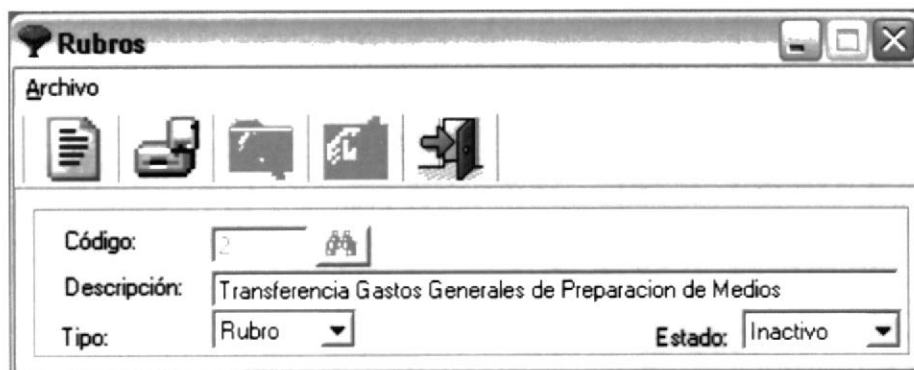 Rubros
Archivo
Código: 2
Descripción: Transferencia Gastos Generales de Preparacion de Medios
Tipo: Rubro Estado: Inactivo